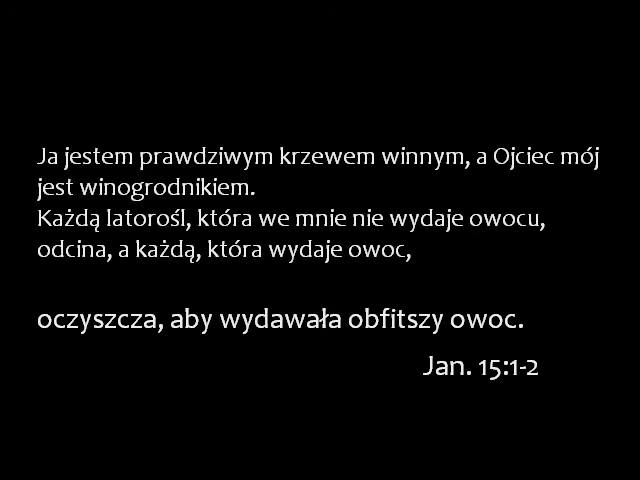 Ja jestem prawdziwym krzewem winnym, a Ojciec mój
jest winogrodnikiem.
Każdą latorośl, która we mnie nie wydaje owocu,
odcina, a każdą, która wydaje owoc,
oczyszcza, aby wydawała obfitszy owoc.
Jan. 15:1-2